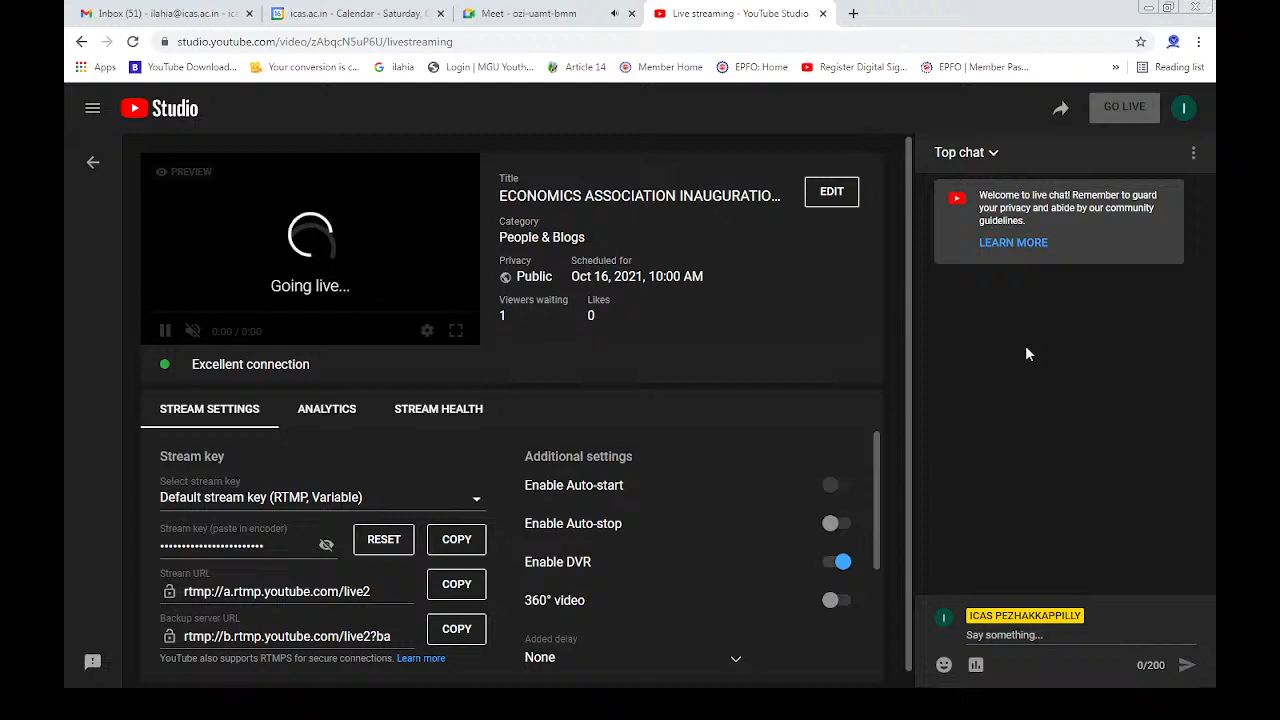 Inbox (51) - ilahia@icas.ac.in - ic
icas.ac.in - Calendar - Saturday, O
Meet - ozi-uamt-bmm
Live streaming - YouTube Studio
studio.youtube.com/video/zAbqcN5uP6U/livestreaming
Apps
YouTube Download...
Your conversion is c...
ilahia
Login | MGU Youth...
Article 14
Member Home
EPFO: Home
Register Digital Sig...
EPFO | Member Pas...
»
Reading list
Studio
GO LIVE
I
PREVIEW
Going live...
0:00 / 0:00
Excellent connection
Title
ECONOMICS ASSOCIATION INAUGURATIO...
EDIT
Category
People & Blogs
Privacy
Public
Scheduled for
Oct 16, 2021, 10:00 AM
Viewers waiting
1
Likes
0
STREAM SETTINGS
ANALYTICS
STREAM HEALTH
Stream key
Select stream key
Default stream key (RTMP, Variable)
Stream key (paste in encoder)
••••••••••••••••••••••••
RESET
COPY
Stream URL
rtmp://a.rtmp.youtube.com/live2
COPY
Backup server URL
rtmp://b.rtmp.youtube.com/live2?ba
COPY
YouTube also supports RTMPS for secure connections. Learn more
Additional settings
Enable Auto-start
Enable Auto-stop
Enable DVR
360° video
Added delay
None
Top chat
Welcome to live chat! Remember to guard
your privacy and abide by our community
guidelines.
LEARN MORE
I
ICAS PEZHAKKAPPILLY
Say something...
0/200